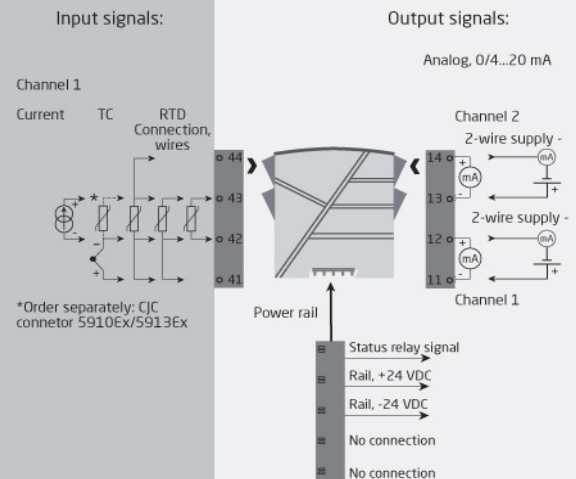 Input signals:
Output signals:
Analog, 0/4...20 mA
Channel 1
Current TC RTD
Connection,
wires
Channel 2
2-wire supply -
44
43
42
41
*
-
+
+
-
14
13
12
11
+
mA
-
mA
+
2-wire supply -
+
mA
-
mA
+
Channel 1
*Order separately: CJC
connetor 5910Ex/5913Ex
Power rail
Status relay signal
Rail, +24 VDC
Rail, -24 VDC
No connection
No connection